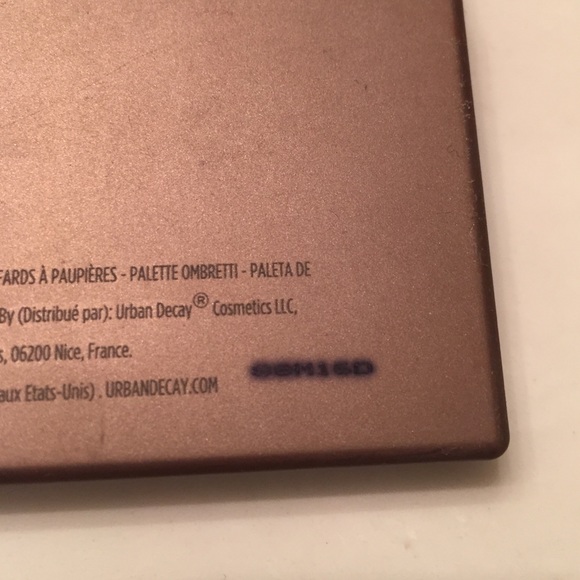 FARDS À PAUPIÈRES - PALETTE OMBRETTI - PALETA DE
By (Distribué par): Urban Decay® Cosmetics LLC,
s, 06200 Nice, France.
aux Etats-Unis) . URBANDECAY.COM